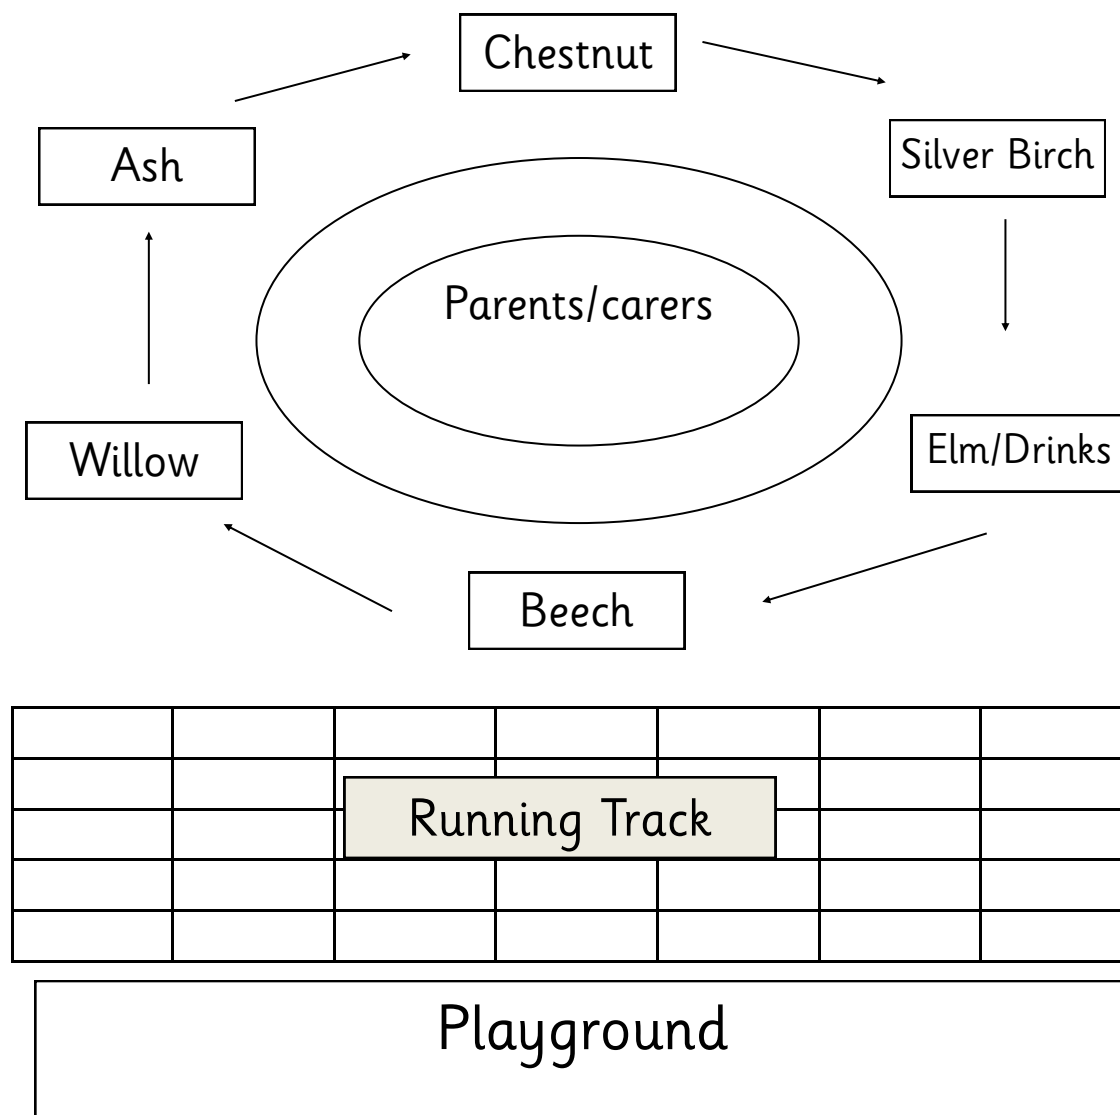 Chestnut
Ash
Silver Birch
Parents/carers
Willow
Elm/Drinks
Beech
Running Track
Playground